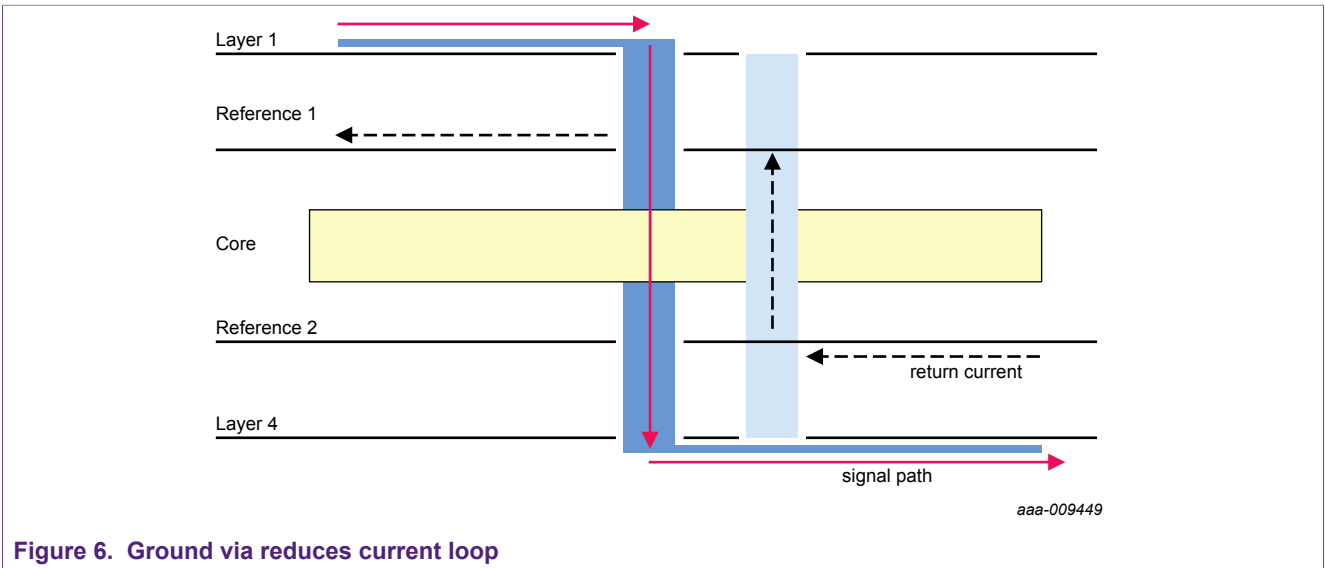 Layer 1
Reference 1
Core
Reference 2
return current
Layer 4
signal path
aaa-009449
Figure 6. Ground via reduces current loop